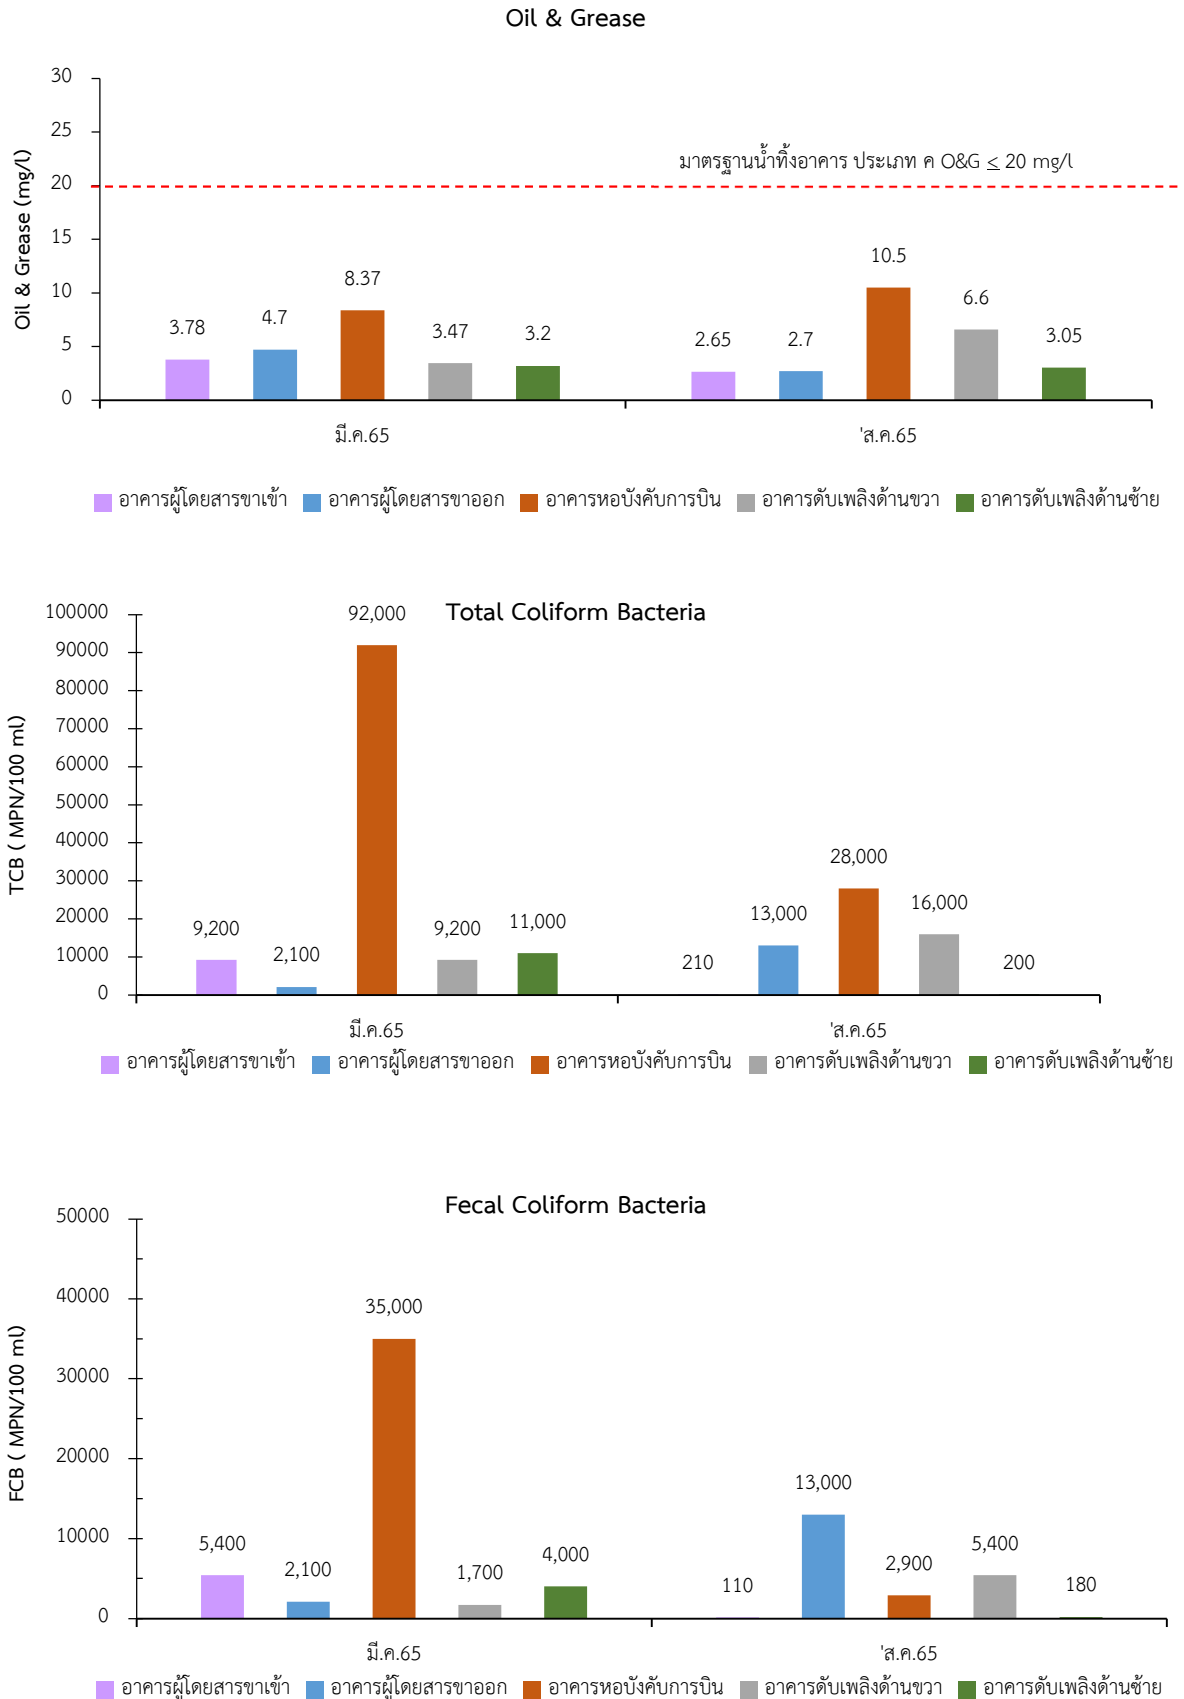 Oil & Grease
30
25
20
15
10
5
0
Oil & Grease (mg/l)
มาตรฐานน้ำทิ้งอาคาร ประเภท ค O&G ≤ 20 mg/l
3.78 4.7 8.37 3.47 3.2 2.65 2.7 10.5 6.6 3.05
มี.ค.65 'ส.ค.65
อาคารผู้โดยสารขาเข้า อาคารผู้โดยสารขาออก อาคารหอบังคับการบิน อาคารดับเพลิงด้านขวา อาคารดับเพลิงด้านซ้าย
Total Coliform Bacteria
100000
90000
80000
70000
60000
50000
40000
30000
20000
10000
0
TCB ( MPN/100 ml)
9,200 2,100 92,000 9,200 11,000 210 13,000 28,000 16,000 200
มี.ค.65 'ส.ค.65
อาคารผู้โดยสารขาเข้า อาคารผู้โดยสารขาออก อาคารหอบังคับการบิน อาคารดับเพลิงด้านขวา อาคารดับเพลิงด้านซ้าย
Fecal Coliform Bacteria
50000
40000
30000
20000
10000
0
FCB ( MPN/100 ml)
5,400 2,100 35,000 1,700 4,000 110 13,000 2,900 5,400 180
มี.ค.65 'ส.ค.65
อาคารผู้โดยสารขาเข้า อาคารผู้โดยสารขาออก อาคารหอบังคับการบิน อาคารดับเพลิงด้านขวา อาคารดับเพลิงด้านซ้าย